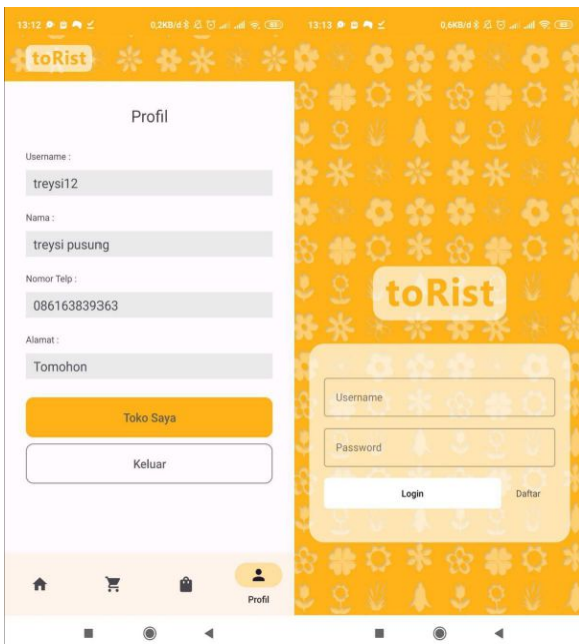 13:12 0,2KB/d 85
toRist
Profil
Username :
treysi12
Nama :
treysi pusung
Nomor Telp :
086163839363
Alamat :
Tomohon
Toko Saya
Keluar
Profil
13:13 0,6KB/d
toRist
Username
Password
Login Daftar